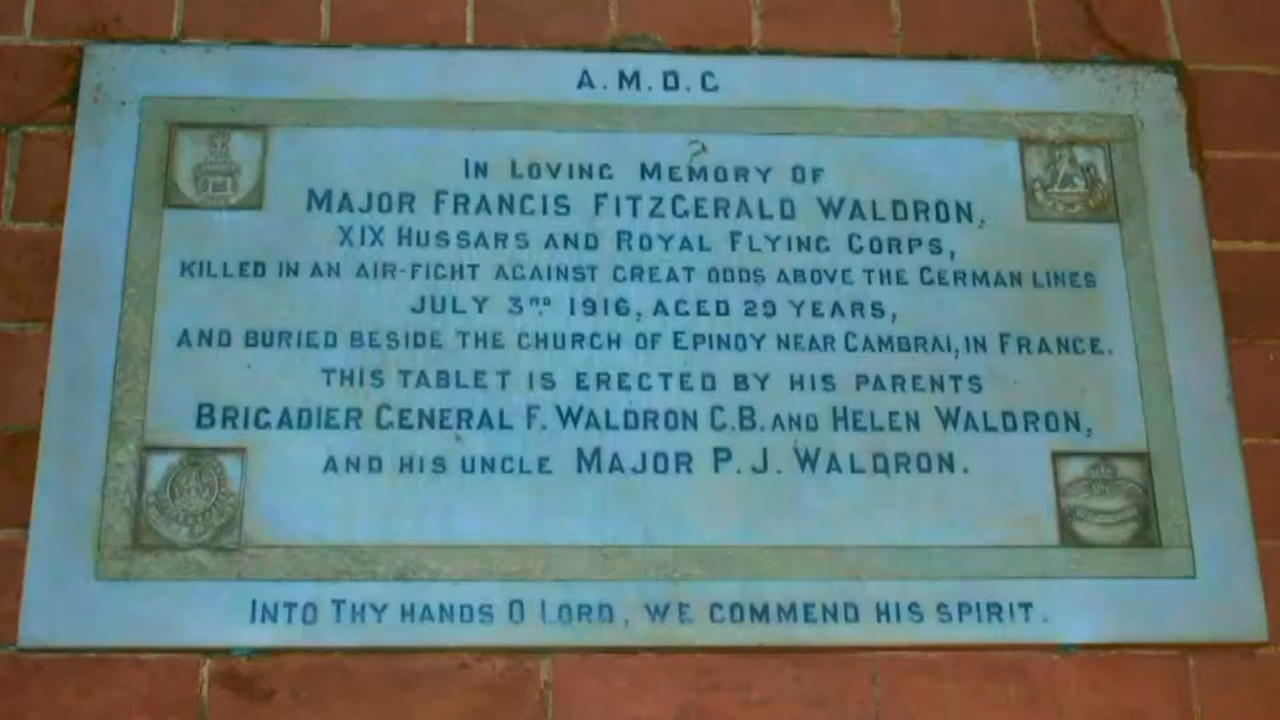 A.M.D.G
IN LOVING MEMORY OF
MAJOR FRANCIS FITZGERALD WALDRON,
XIX HUSSARS AND ROYAL FLYING CORPS,
KILLED IN AN AIR-FIGHT AGAINST GREAT ODDS ABOVE THE GERMAN LINES
JULY 3RD 1916, AGED 29 YEARS,
AND BURIED BESIDE THE CHURCH OF EPINOY NEAR CAMBRAI, IN FRANCE.
THIS TABLET IS ERECTED BY HIS PARENTS
BRIGADIER GENERAL F. WALDRON C.B. AND HELEN WALDRON,
AND HIS UNCLE MAJOR P. J. WALDRON.
INTO THY HANDS O LORD, WE COMMEND HIS SPIRIT.